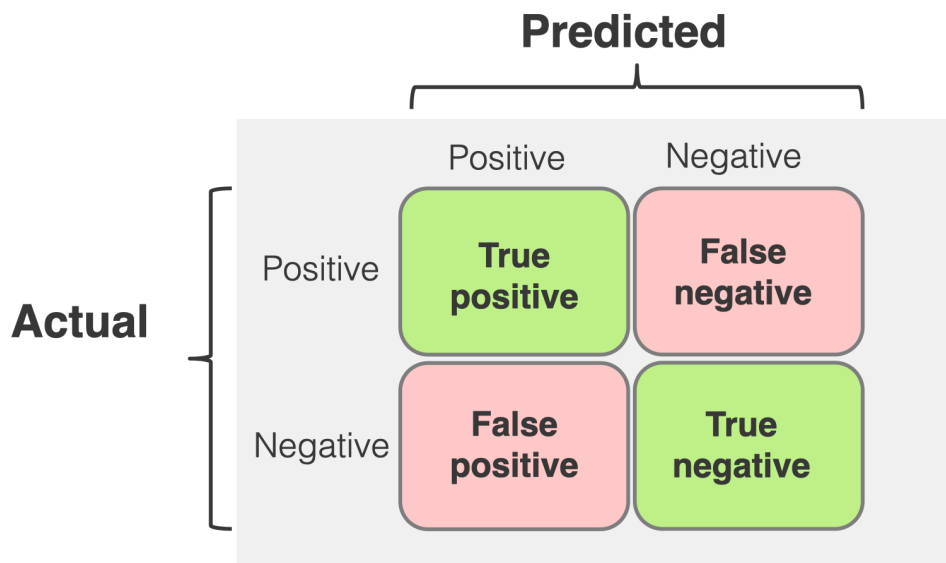 Predicted
Positive Negative
Positive
True
positive
False
negative
Actual
Negative
False
positive
True
negative